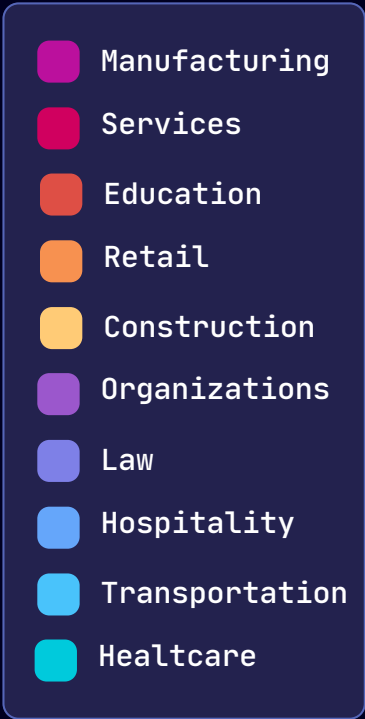 Manufacturing
Services
Education
Retail
Construction
Organizations
Law
Hospitality
Transportation
Healtcare